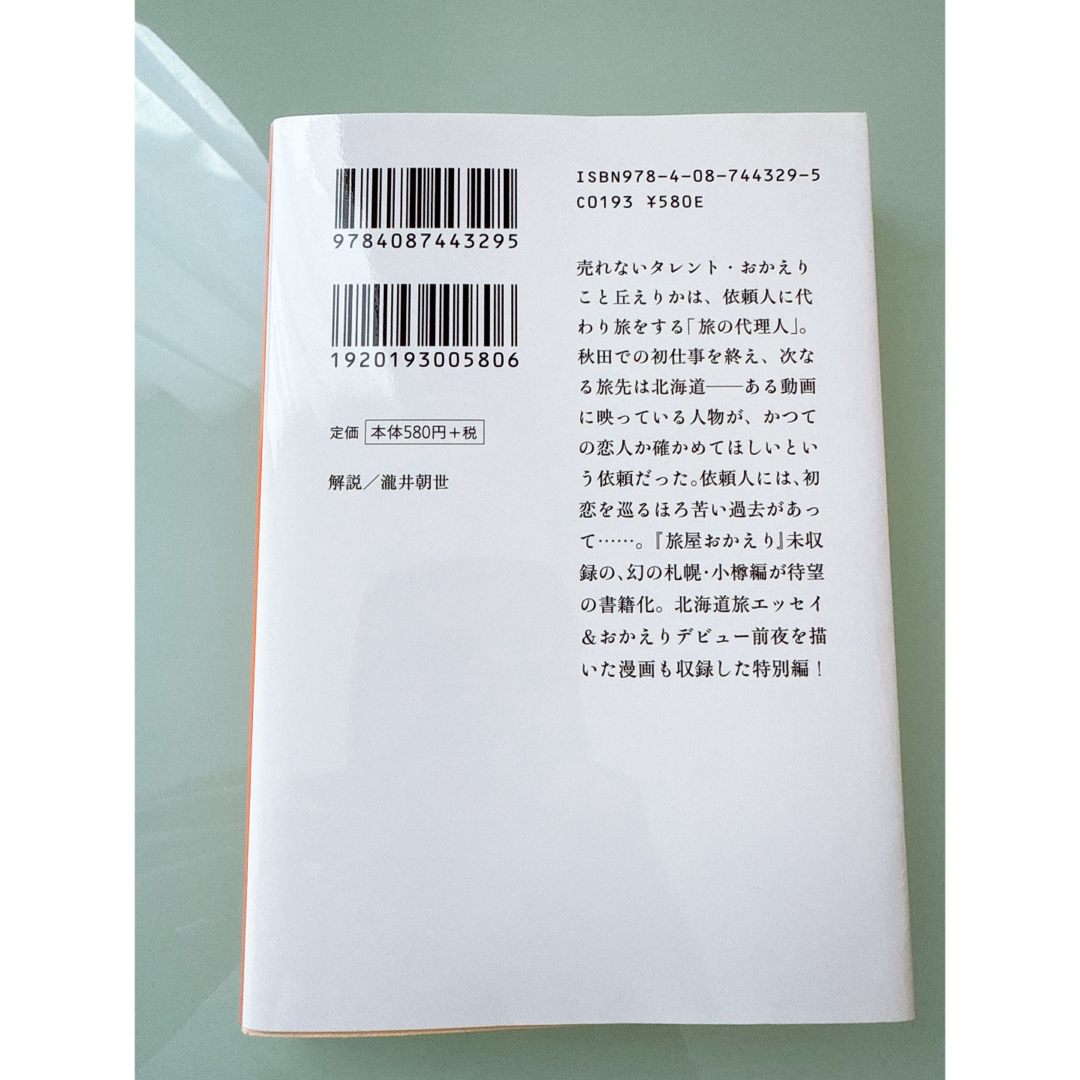 9784087443295
1920193005806
定価 本体580円+税
解説／瀧井朝世
ISBN978-4-08-744329-5
C0193 ¥580E
売れないタレント・おかえり
こと丘えりかは、依頼人に代
わり旅をする「旅の代理人」。
秋田での初仕事を終え、次な
る旅先は北海道――ある動画
に映っている人物が、かつて
の恋人か確かめてほしいとい
う依頼だった。依頼人には、初
恋を巡るほろ苦い過去があっ
て……。『旅屋おかえり』未収
録の、幻の札幌・小樽編が待望
の書籍化。北海道旅エッセイ
＆おかえりデビュー前夜を描
いた漫画も収録した特別編！